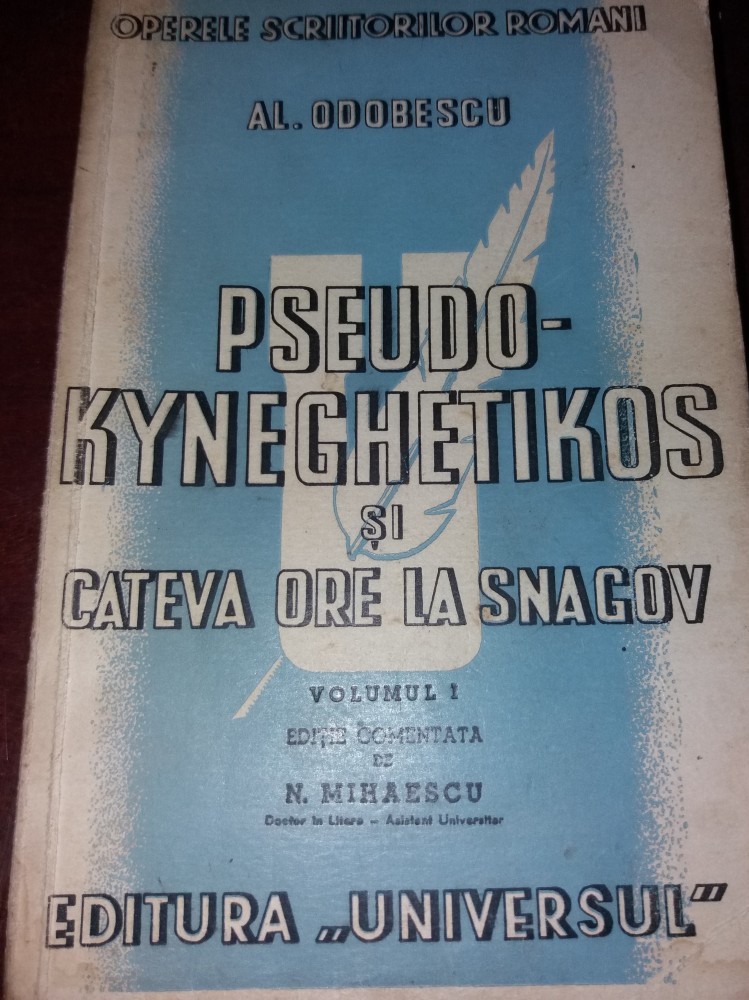 OPERELE SCRIITORILOR ROMANI
AL. ODOBESCU
PSEUDO-
KYNEGHETIKOS
ȘI
CATEVA ORE LA SNAGOV
VOLUMUL I
EDIȚIE COMENTATA
DE
N. MIHAESCU
Doctor în Litere – Asistent Universitar
EDITURA „UNIVERSUL"